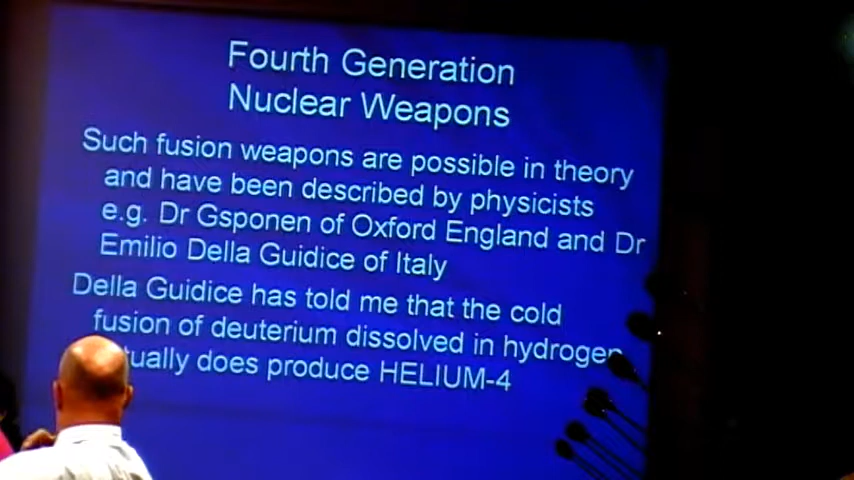 Fourth Generation
Nuclear Weapons
Such fusion weapons are possible in theory
and have been described by physicists
e.g. Dr Gsponen of Oxford England and Dr
Emilio Della Guidice of Italy
Della Guidice has told me that the cold
fusion of deuterium dissolved in hydrogen
tually does produce HELIUM-4